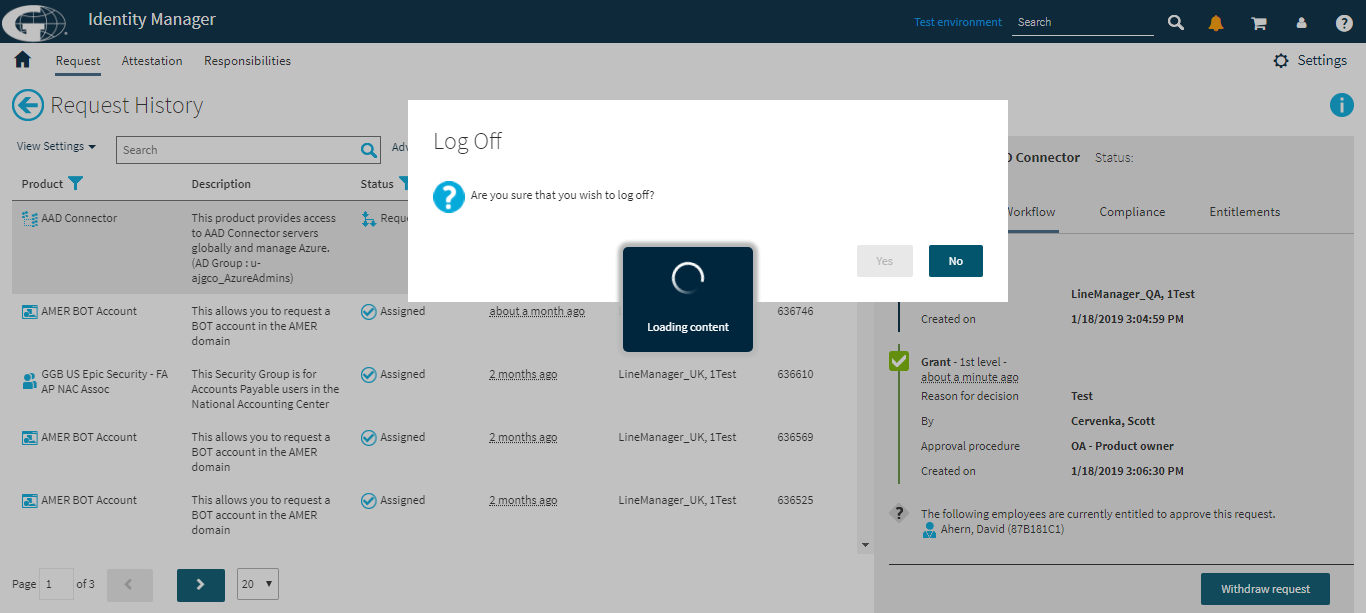 Identity Manager
Test environment
Search
Request
Attestation
Responsibilities
Settings
Request History
View Settings
Search
Log Off
Are you sure that you wish to log off?
Yes
No
Loading content
Product
Description
Status
AAD Connector
This product provides access
to AAD Connector servers
globally and manage Azure.
(AD Group : u-
ajgco_AzureAdmins)
AMER BOT Account
This allows you to request a
BOT account in the AMER
domain
Assigned
about a month ago
636746
GGB US Epic Security - FA
AP NAC Assoc
This Security Group is for
Accounts Payable users in the
National Accounting Center
Assigned
2 months ago
LineManager_UK, 1Test
636610
AMER BOT Account
This allows you to request a
BOT account in the AMER
domain
Assigned
2 months ago
LineManager_UK, 1Test
636569
AMER BOT Account
This allows you to request a
BOT account in the AMER
domain
Assigned
2 months ago
LineManager_UK, 1Test
636525
Page 1 of 3
20
Connector
Status:
Workflow
Compliance
Entitlements
LineManager_QA, 1Test
Created on
1/18/2019 3:04:59 PM
Grant - 1st level -
about a minute ago
Reason for decision
Test
By
Cervenka, Scott
Approval procedure
OA - Product owner
Created on
1/18/2019 3:06:30 PM
The following employees are currently entitled to approve this request.
Ahern, David (87B181C1)
Withdraw request